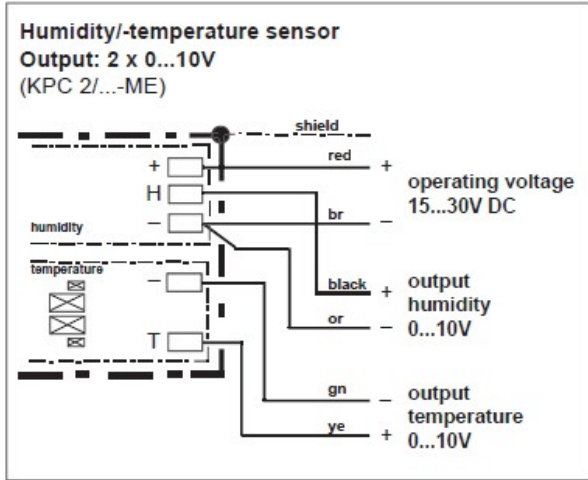 Humidity/-temperature sensor
Output: 2 x 0...10V
(KPC 2/...-ME)
shield
red
+
+
operating voltage
15...30V DC
H
humidity
–
br
–
temperature
–
black
+
output
humidity
0...10V
or
–
T
gn
–
output
temperature
0...10V
ye
+